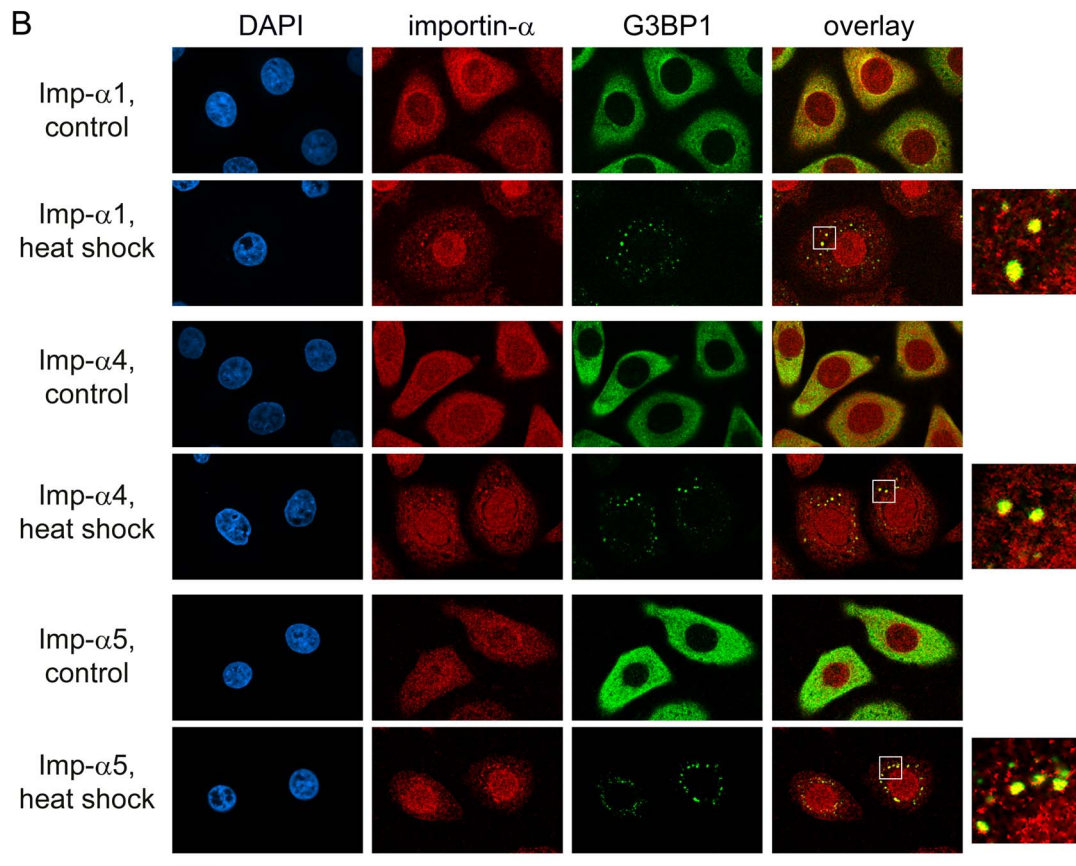 B
DAPI importin-α G3BP1 overlay
Imp-α1,
control
Imp-α1,
heat shock
Imp-α4,
control
Imp-α4,
heat shock
Imp-α5,
control
Imp-α5,
heat shock